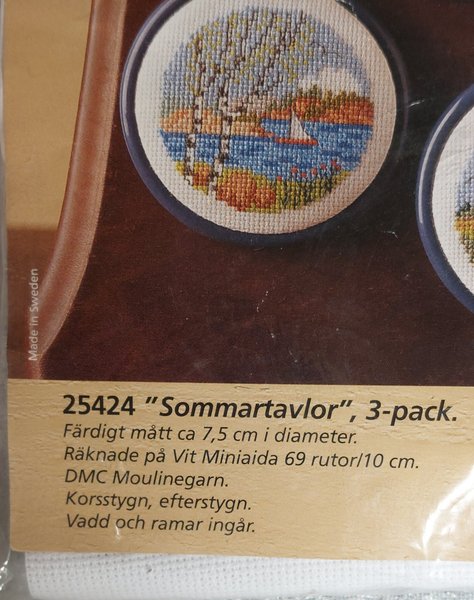 Made in Sweden
25424 ”Sommartavlor”, 3-pack.
Färdigt mått ca 7,5 cm i diameter.
Räknade på Vit Miniaida 69 rutor/10 cm.
DMC Moulinegarn.
Korsstygn, efterstygn.
Vadd och ramar ingår.